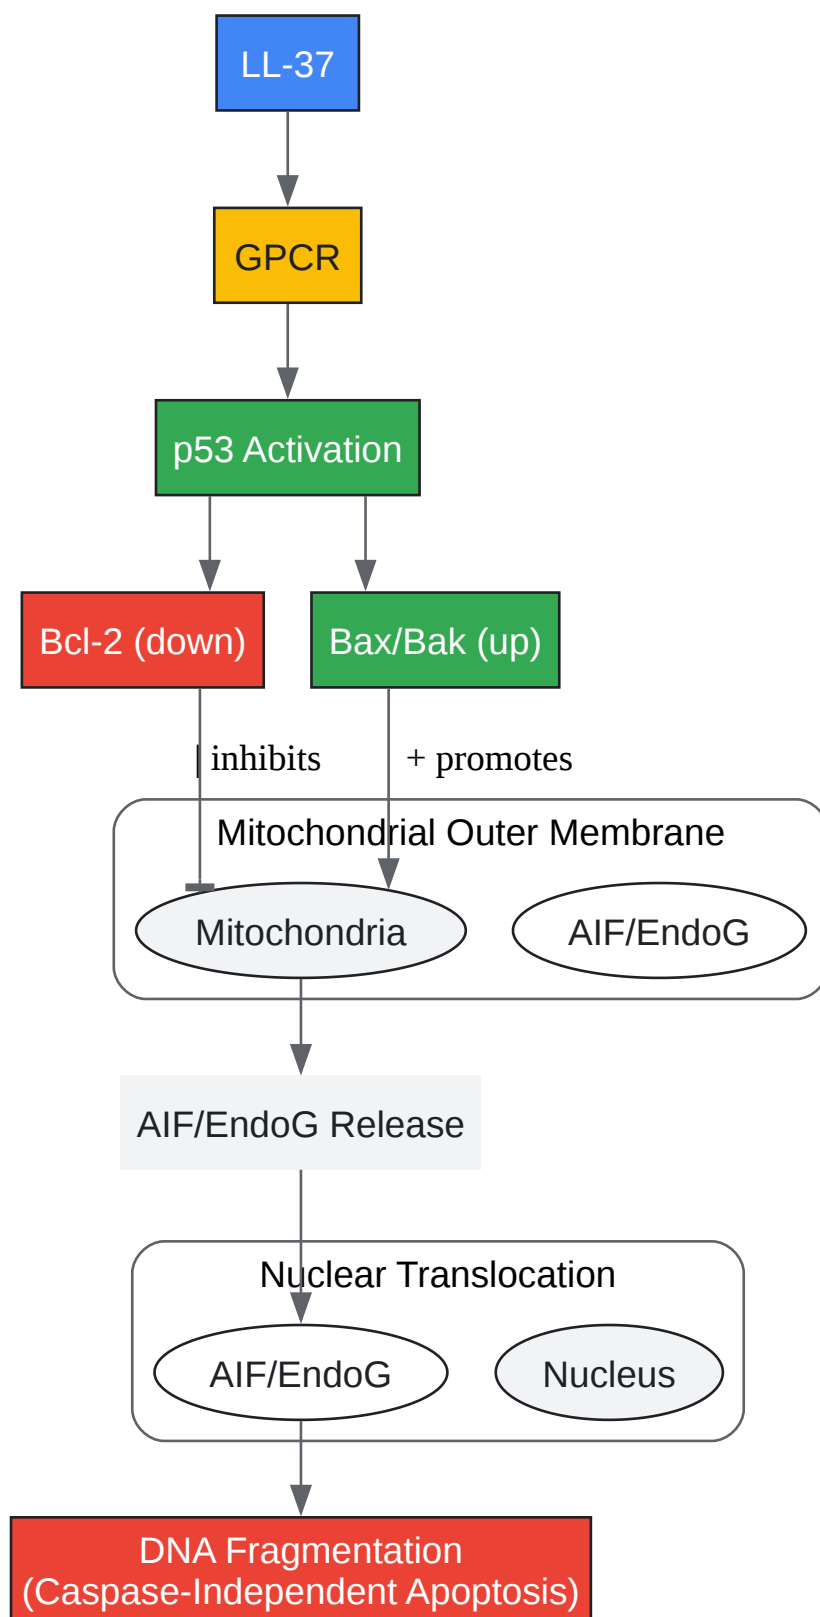 LL-37
GPCR
p53 Activation
Bcl-2 (down)
Bax/Bak (up)
| inhibits
+ promotes
Mitochondrial Outer Membrane
Mitochondria
AIF/EndoG
AIF/EndoG Release
Nuclear Translocation
AIF/EndoG
Nucleus
DNA Fragmentation
(Caspase-Independent Apoptosis)